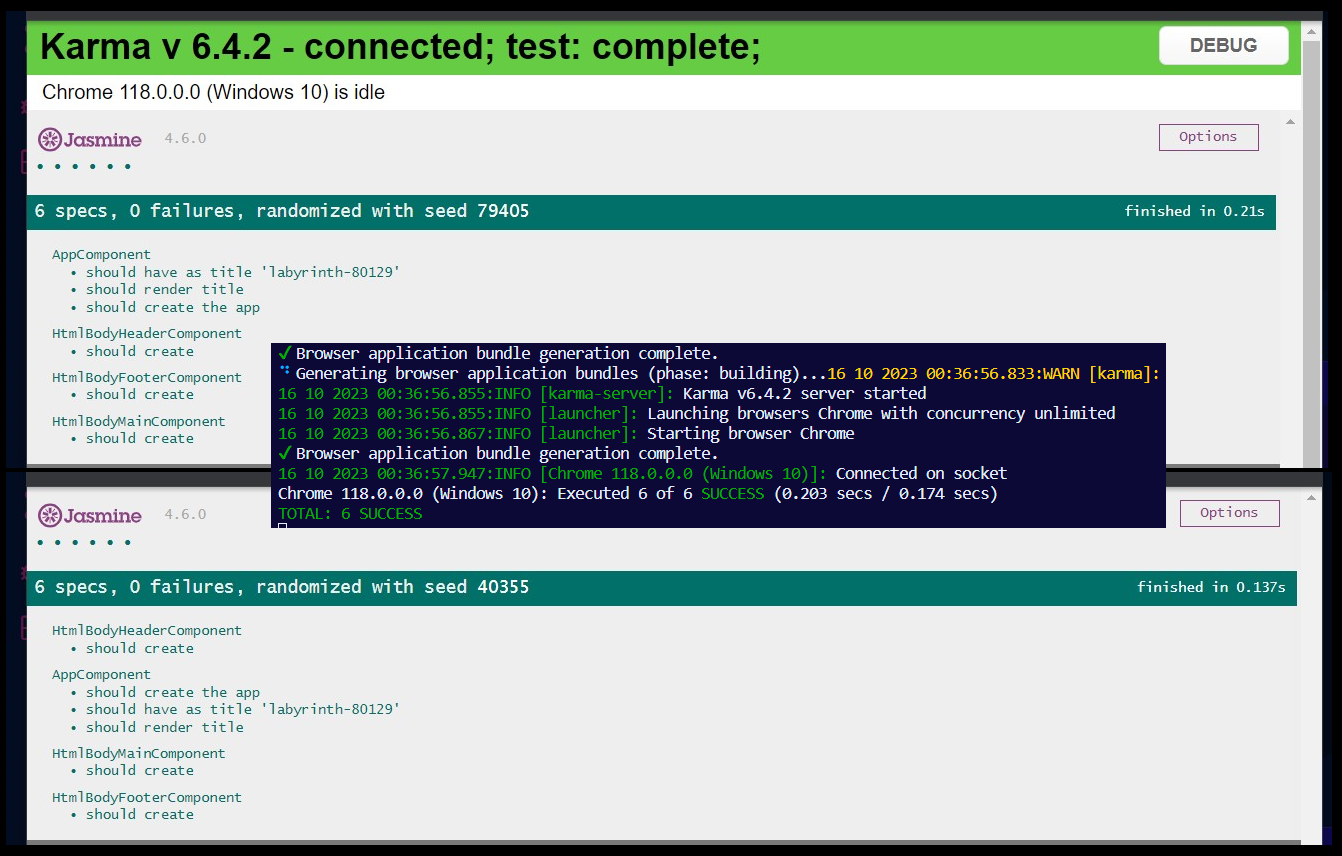 Karma v 6.4.2 - connected; test: complete;
DEBUG
Chrome 118.0.0.0 (Windows 10) is idle
Jasmine 4.6.0
Options
• • • • • •
6 specs, 0 failures, randomized with seed 79405
finished in 0.21s
AppComponent
• should have as title 'labyrinth-80129'
• should render title
• should create the app
HtmlBodyHeaderComponent
• should create
HtmlBodyFooterComponent
• should create
HtmlBodyMainComponent
• should create
✓ Browser application bundle generation complete.
Generating browser application bundles (phase: building)...16 10 2023 00:36:56.833:WARN [karma]:
16 10 2023 00:36:56.855:INFO [karma-server]: Karma v6.4.2 server started
16 10 2023 00:36:56.855:INFO [launcher]: Launching browsers Chrome with concurrency unlimited
16 10 2023 00:36:56.867:INFO [launcher]: Starting browser Chrome
✓ Browser application bundle generation complete.
16 10 2023 00:36:57.947:INFO [Chrome 118.0.0.0 (Windows 10)]: Connected on socket
Chrome 118.0.0.0 (Windows 10): Executed 6 of 6 SUCCESS (0.203 secs / 0.174 secs)
TOTAL: 6 SUCCESS
Jasmine 4.6.0
Options
• • • • • •
6 specs, 0 failures, randomized with seed 40355
finished in 0.137s
HtmlBodyHeaderComponent
• should create
AppComponent
• should create the app
• should have as title 'labyrinth-80129'
• should render title
HtmlBodyMainComponent
• should create
HtmlBodyFooterComponent
• should create